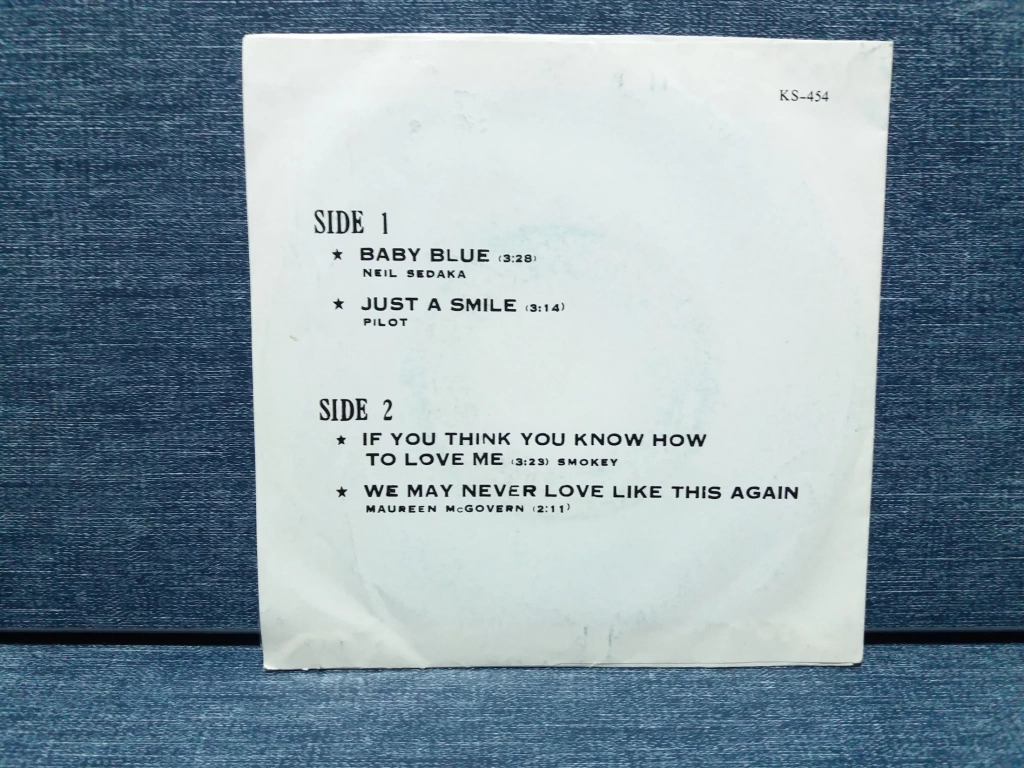 KS-454
SIDE 1
★ BABY BLUE (3:28)
NEIL SEDAKA
★ JUST A SMILE (3:14)
PILOT
SIDE 2
★ IF YOU THINK YOU KNOW HOW
TO LOVE ME (3:23) SMOKEY
★ WE MAY NEVER LOVE LIKE THIS AGAIN
MAUREEN McGOVERN (2:11)